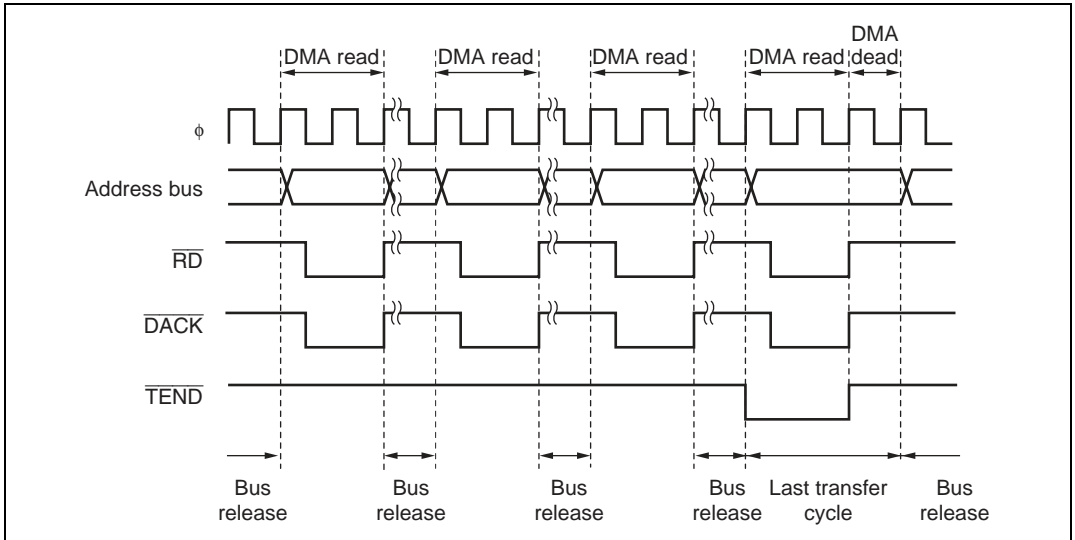 DMA
DMA read DMA read DMA read DMA read dead
φ
Address bus
RD
DACK
TEND
Bus release
Bus release
Bus release
Bus release
Last transfer cycle
Bus release